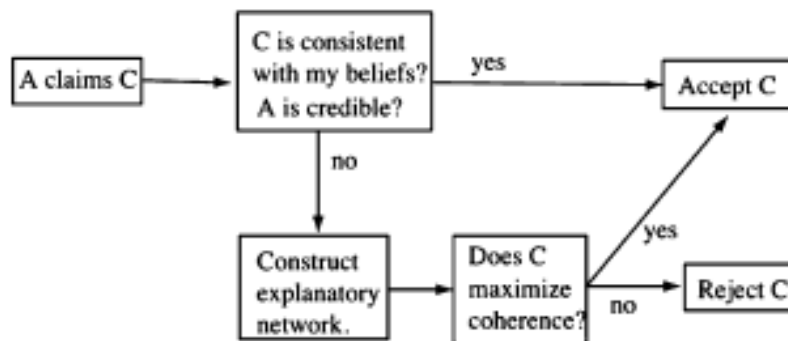 A claims C
C is consistent
with my beliefs?
A is credible?
yes
Accept C
no
Construct
explanatory
network.
Does C
maximize
coherence?
yes
no
Reject C